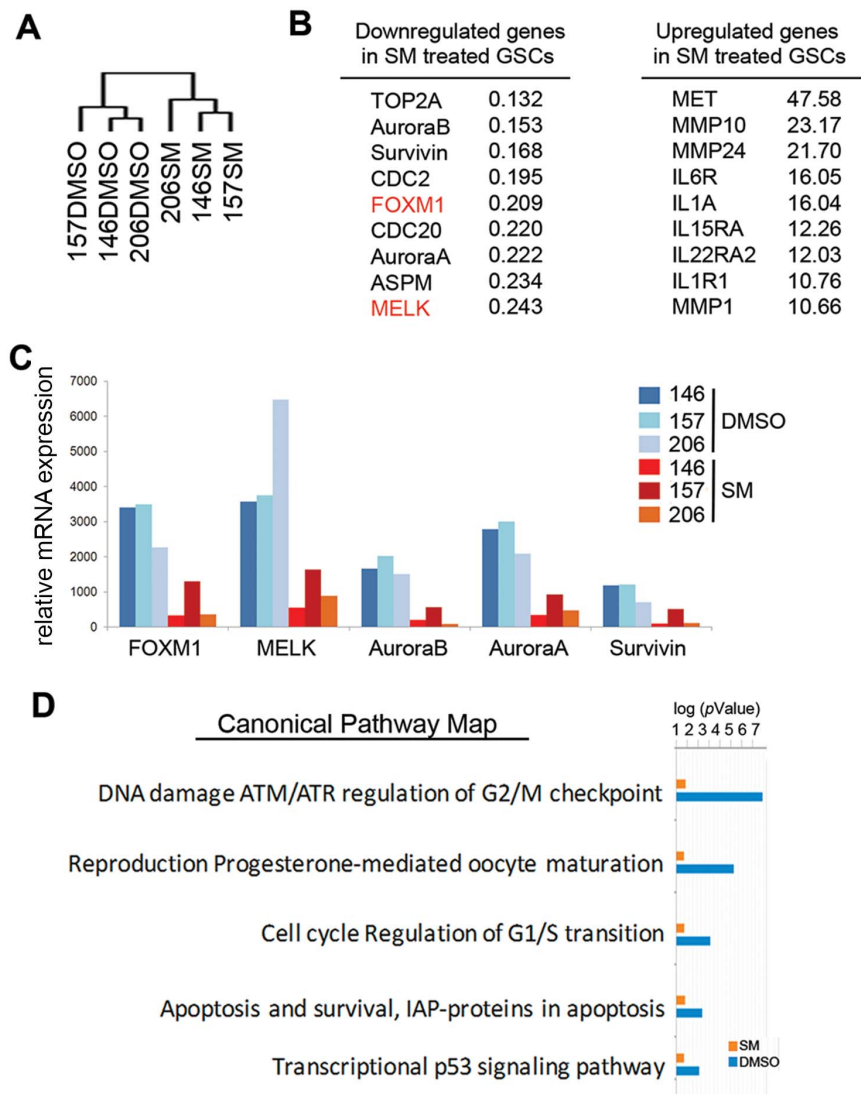 A
157DMSO
146DMSO
206DMSO
206SM
146SM
157SM
B
Downregulated genes
in SM treated GSCs
TOP2A 0.132
AuroraB 0.153
Survivin 0.168
CDC2 0.195
FOXM1 0.209
CDC20 0.220
AuroraA 0.222
ASPM 0.234
MELK 0.243
Upregulated genes
in SM treated GSCs
MET 47.58
MMP10 23.17
MMP24 21.70
IL6R 16.05
IL1A 16.04
IL15RA 12.26
IL22RA2 12.03
IL1R1 10.76
MMP1 10.66
C
relative mRNA expression
7000
6000
5000
4000
3000
2000
1000
0
FOXM1 MELK AuroraB AuroraA Survivin
146
157 DMSO
206
146
157 SM
206
D
Canonical Pathway Map
log (pValue)
1 2 3 4 5 6 7
DNA damage ATM/ATR regulation of G2/M checkpoint
Reproduction Progesterone-mediated oocyte maturation
Cell cycle Regulation of G1/S transition
Apoptosis and survival, IAP-proteins in apoptosis
Transcriptional p53 signaling pathway
SM
DMSO